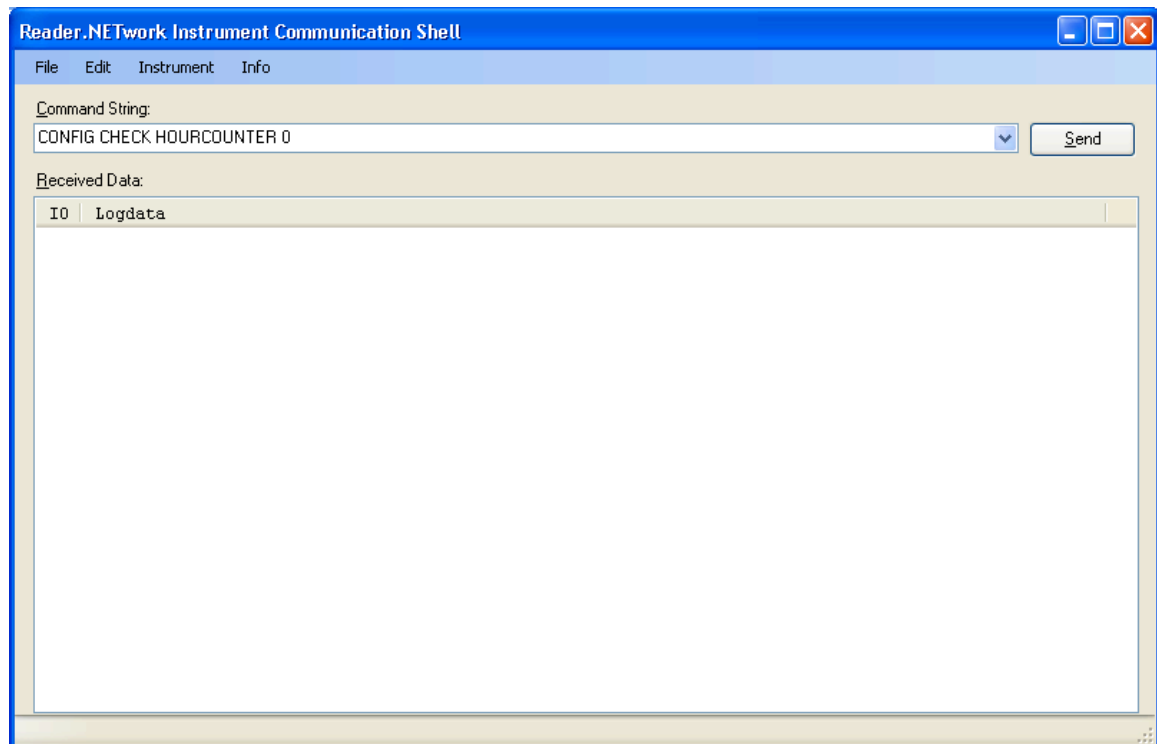 Reader.NETwork Instrument Communication Shell
File Edit Instrument Info
Command String:
CONFIG CHECK HOURCOUNTER 0
Send
Received Data:
IO Logdata